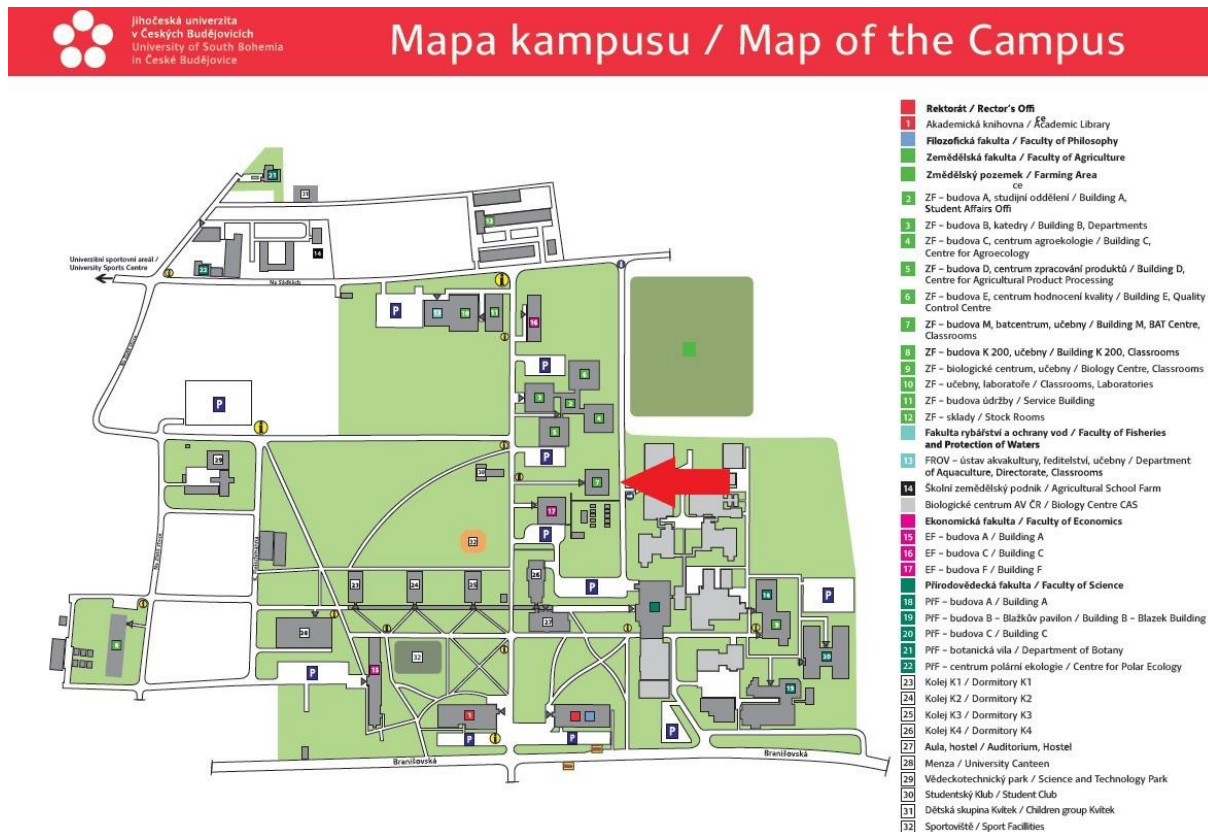 Jihočeská univerzita
v Českých Budějovicích
University of South Bohemia
in České Budějovice
Mapa kampusu / Map of the Campus
Univerzitní sportovní areál /
University Sports Centre
Na Sádkách
Branišovská
Branišovská
Rektorát / Rector's Offi
ce
1 Akademická knihovna / Academic Library
Filozofická fakulta / Faculty of Philosophy
Zemědělská fakulta / Faculty of Agriculture
Změdělský pozemek / Farming Area
ce
2 ZF – budova A, studijní oddělení / Building A,
Student Affairs Offi
3 ZF – budova B, katedry / Building B, Departments
4 ZF – budova C, centrum agroekologie / Building C,
Centre for Agroecology
5 ZF – budova D, centrum zpracování produktů / Building D,
Centre for Agricultural Product Processing
6 ZF – budova E, centrum hodnocení kvality / Building E, Quality
Control Centre
7 ZF – budova M, batcentrum, učebny / Building M, BAT Centre,
Classrooms
8 ZF – budova K 200, učebny / Building K 200, Classrooms
9 ZF – biologické centrum, učebny / Biology Centre, Classrooms
10 ZF – učebny, laboratoře / Classrooms, Laboratories
11 ZF – budova údržby / Service Building
12 ZF – sklady / Stock Rooms
Fakulta rybářství a ochrany vod / Faculty of Fisheries
and Protection of Waters
13 FROV – ústav akvakultury, ředitelství, učebny / Department
of Aquaculture, Directorate, Classrooms
14 Školní zemědělský podnik / Agricultural School Farm
Biologické centrum AV ČR / Biology Centre CAS
Ekonomická fakulta / Faculty of Economics
15 EF – budova A / Building A
16 EF – budova C / Building C
17 EF – budova F / Building F
Přírodovědecká fakulta / Faculty of Science
18 PřF – budova A / Building A
19 PřF – budova B – Blažkův pavilon / Building B – Blazek Building
20 PřF – budova C / Building C
21 PřF – botanická vila / Department of Botany
22 PřF – centrum polární ekologie / Centre for Polar Ecology
23 Kolej K1 / Dormitory K1
24 Kolej K2 / Dormitory K2
25 Kolej K3 / Dormitory K3
26 Kolej K4 / Dormitory K4
27 Aula, hostel / Auditorium, Hostel
28 Menza / University Canteen
29 Vědeckotechnický park / Science and Technology Park
30 Studentský Klub / Student Club
31 Dětská skupina Kvítek / Children group Kvítek
32 Sportoviště / Sport Facillities